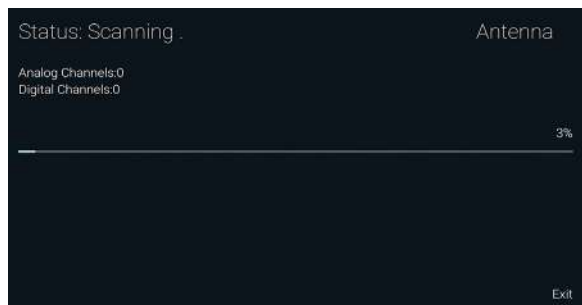 Status: Scanning .
Antenna
Analog Channels:0
Digital Channels:0
3%
Exit